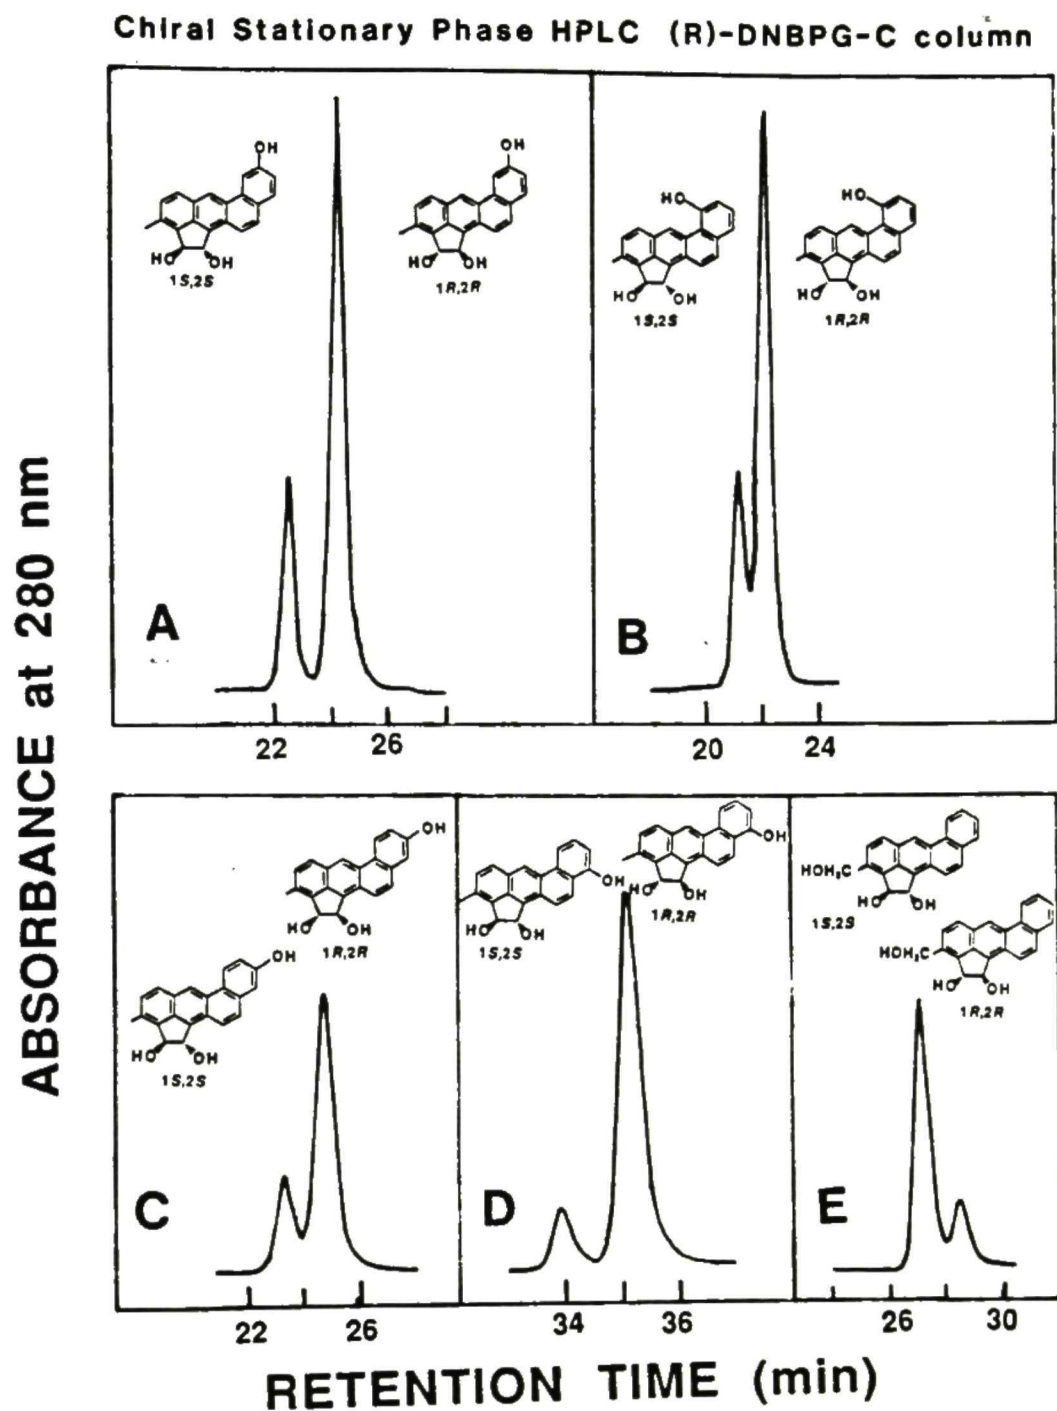 Chiral Stationary Phase HPLC (R)-DNBPG-C column
ABSORBANCE at 280 nm
OH
HO OH
1S,2S
OH
HO OH
1R,2R
A
22 26
HO
HO OH
1S,2S
HO
HO OH
1R,2R
B
20 24
OH
HO OH
1R,2R
OH
HO OH
1S,2S
C
22 26
OH
HO OH
1S,2S
OH
HO OH
1R,2R
D
34 36
HOH₂C
HO OH
1S,2S
HOH₂C
HO OH
1R,2R
E
26 30
RETENTION TIME (min)